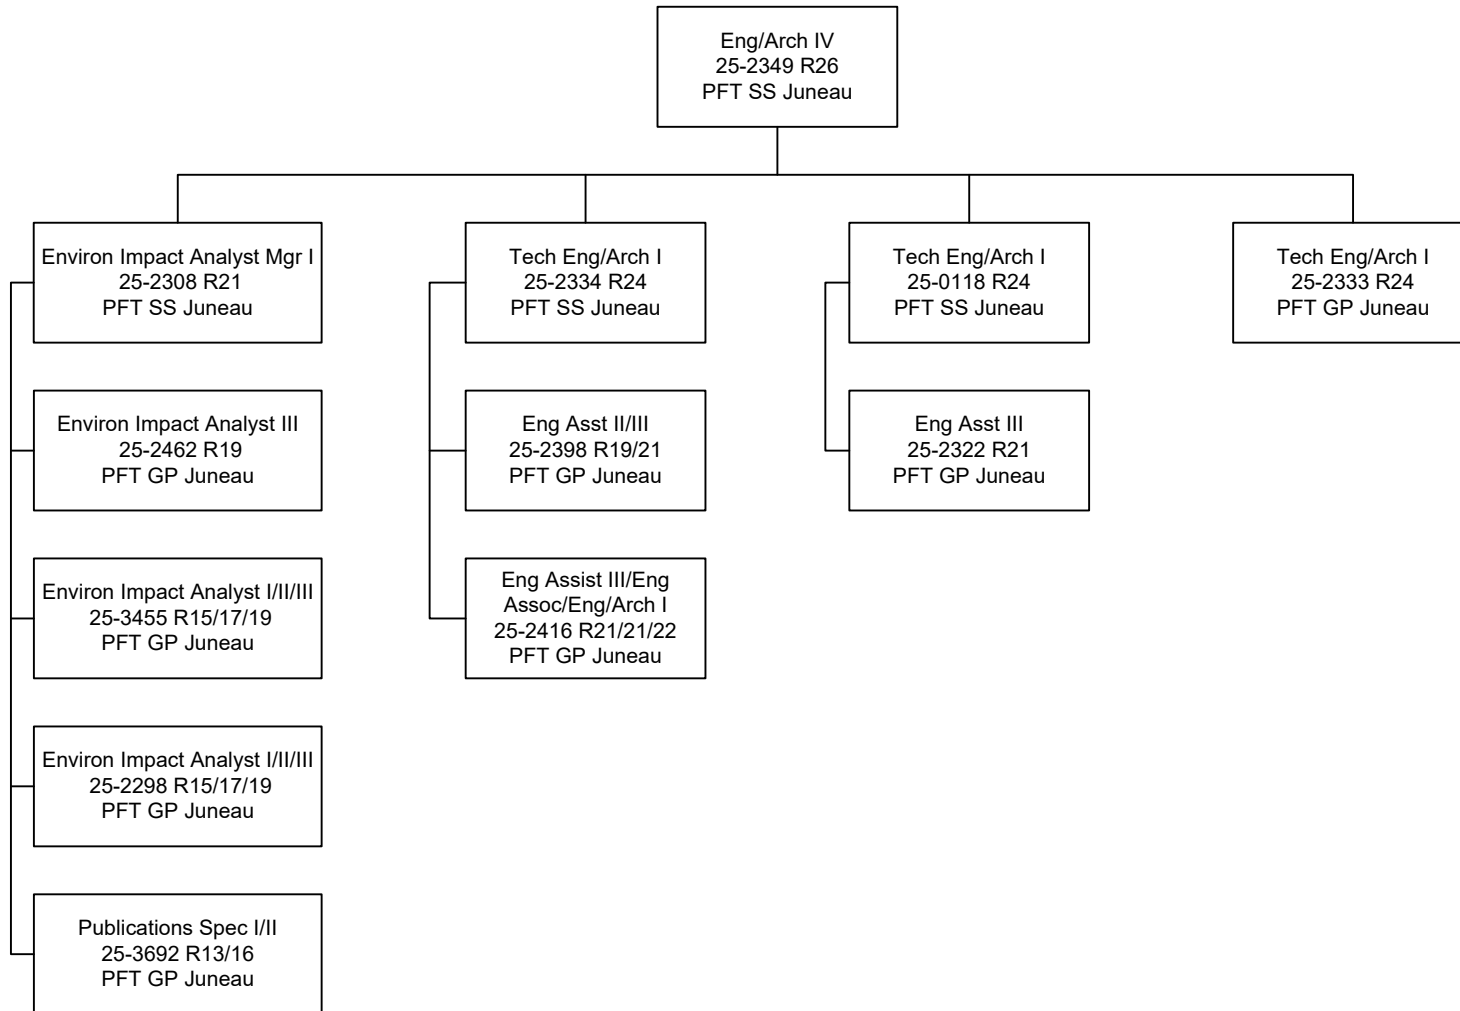 Eng/Arch IV
25-2349 R26
PFT SS Juneau
Environ Impact Analyst Mgr I
25-2308 R21
PFT SS Juneau
Tech Eng/Arch I
25-2334 R24
PFT SS Juneau
Tech Eng/Arch I
25-0118 R24
PFT SS Juneau
Tech Eng/Arch I
25-2333 R24
PFT GP Juneau
Environ Impact Analyst III
25-2462 R19
PFT GP Juneau
Eng Asst II/III
25-2398 R19/21
PFT GP Juneau
Eng Asst III
25-2322 R21
PFT GP Juneau
Environ Impact Analyst I/II/III
25-3455 R15/17/19
PFT GP Juneau
Eng Assist III/Eng
Assoc/Eng/Arch I
25-2416 R21/21/22
PFT GP Juneau
Environ Impact Analyst I/II/III
25-2298 R15/17/19
PFT GP Juneau
Publications Spec I/II
25-3692 R13/16
PFT GP Juneau